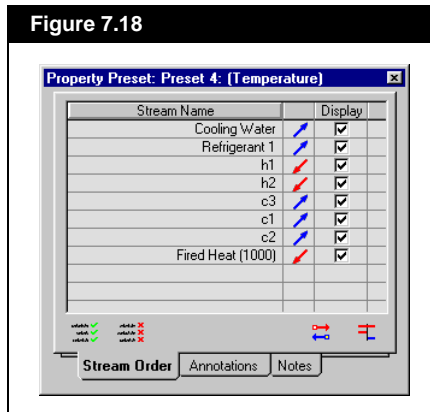 Figure 7.18
Property Preset: Preset 4: (Temperature)
Stream Name Display
Cooling Water
Refrigerant 1
h1
h2
c3
c1
c2
Fired Heat (1000)
Stream Order Annotations Notes